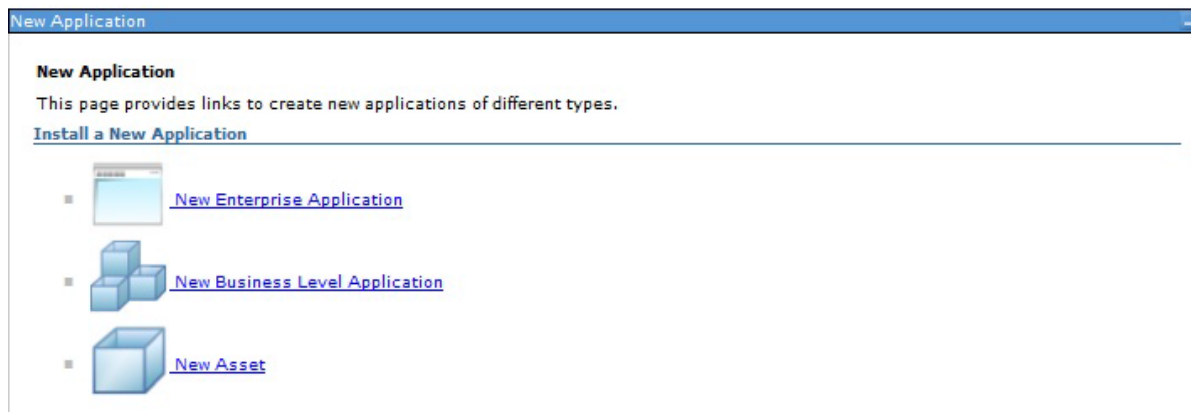 New Application
New Application
This page provides links to create new applications of different types.
Install a New Application
New Enterprise Application
New Business Level Application
New Asset